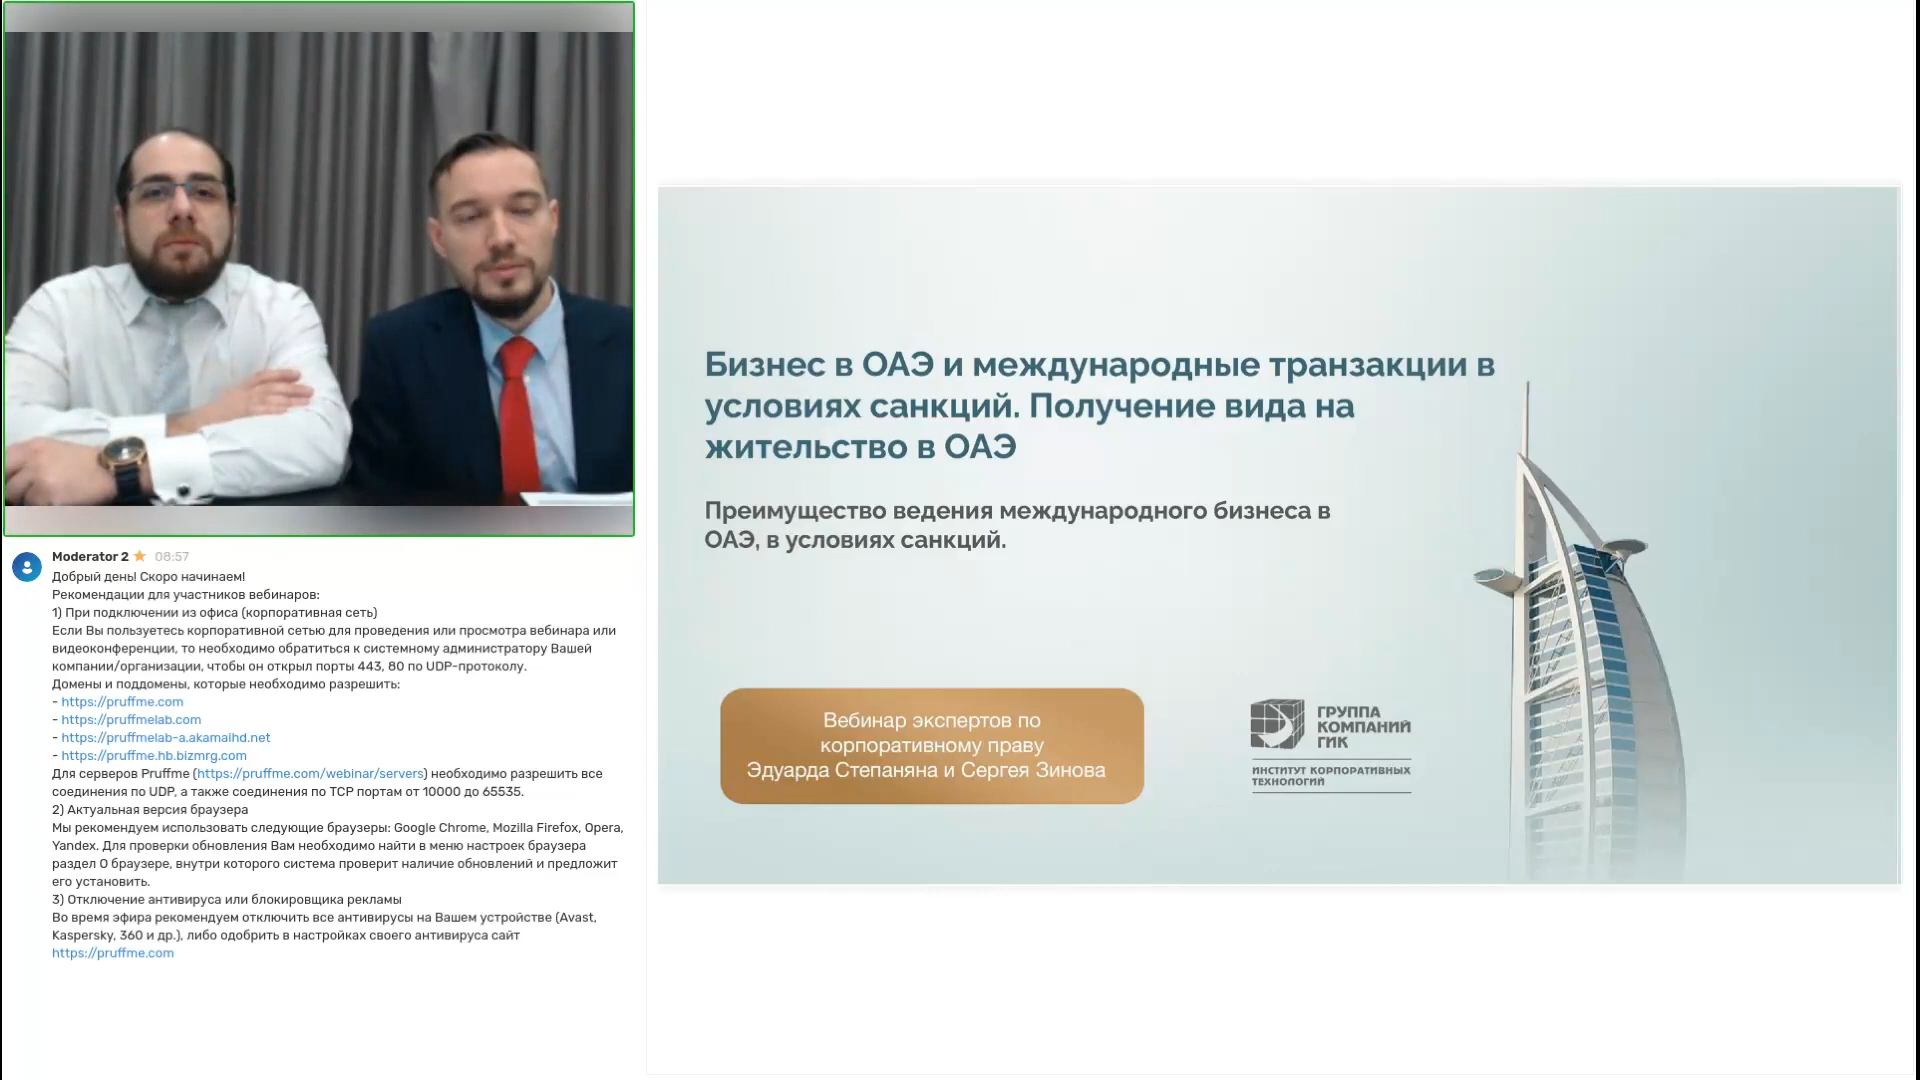 Moderator 2 08:57
Добрый день! Скоро начинаем!
Рекомендации для участников вебинаров:
1) При подключении из офиса (корпоративная сеть)
Если Вы пользуетесь корпоративной сетью для проведения или просмотра вебинара или
видеоконференции, то необходимо обратиться к системному администратору Вашей
компании/организации, чтобы он открыл порты 443, 80 по UDP-протоколу.
Домены и поддомены, которые необходимо разрешить:
- https://pruffme.com
- https://pruffmelab.com
- https://pruffmelab-a.akamaihd.net
- https://pruffme.hb.bizmrg.com
Для серверов Pruffme (https://pruffme.com/webinar/servers) необходимо разрешить все
соединения по UDP, а также соединения по TCP портам от 10000 до 65535.
2) Актуальная версия браузера
Мы рекомендуем использовать следующие браузеры: Google Chrome, Mozilla Firefox, Opera,
Yandex. Для проверки обновления Вам необходимо найти в меню настроек браузера
раздел О браузере, внутри которого система проверит наличие обновлений и предложит
его установить.
3) Отключение антивируса или блокировщика рекламы
Во время эфира рекомендуем отключить все антивирусы на Вашем устройстве (Avast,
Kaspersky, 360 и др.), либо одобрить в настройках своего антивируса сайт
https://pruffme.com
Бизнес в ОАЭ и международные транзакции в
условиях санкций. Получение вида на
жительство в ОАЭ
Преимущество ведения международного бизнеса в
ОАЭ, в условиях санкций.
Вебинар экспертов по
корпоративному праву
Эдуарда Степаняна и Сергея Зинова
ГРУППА
КОМПАНИЙ
ГИК
ИНСТИТУТ КОРПОРАТИВНЫХ
ТЕХНОЛОГИЙ